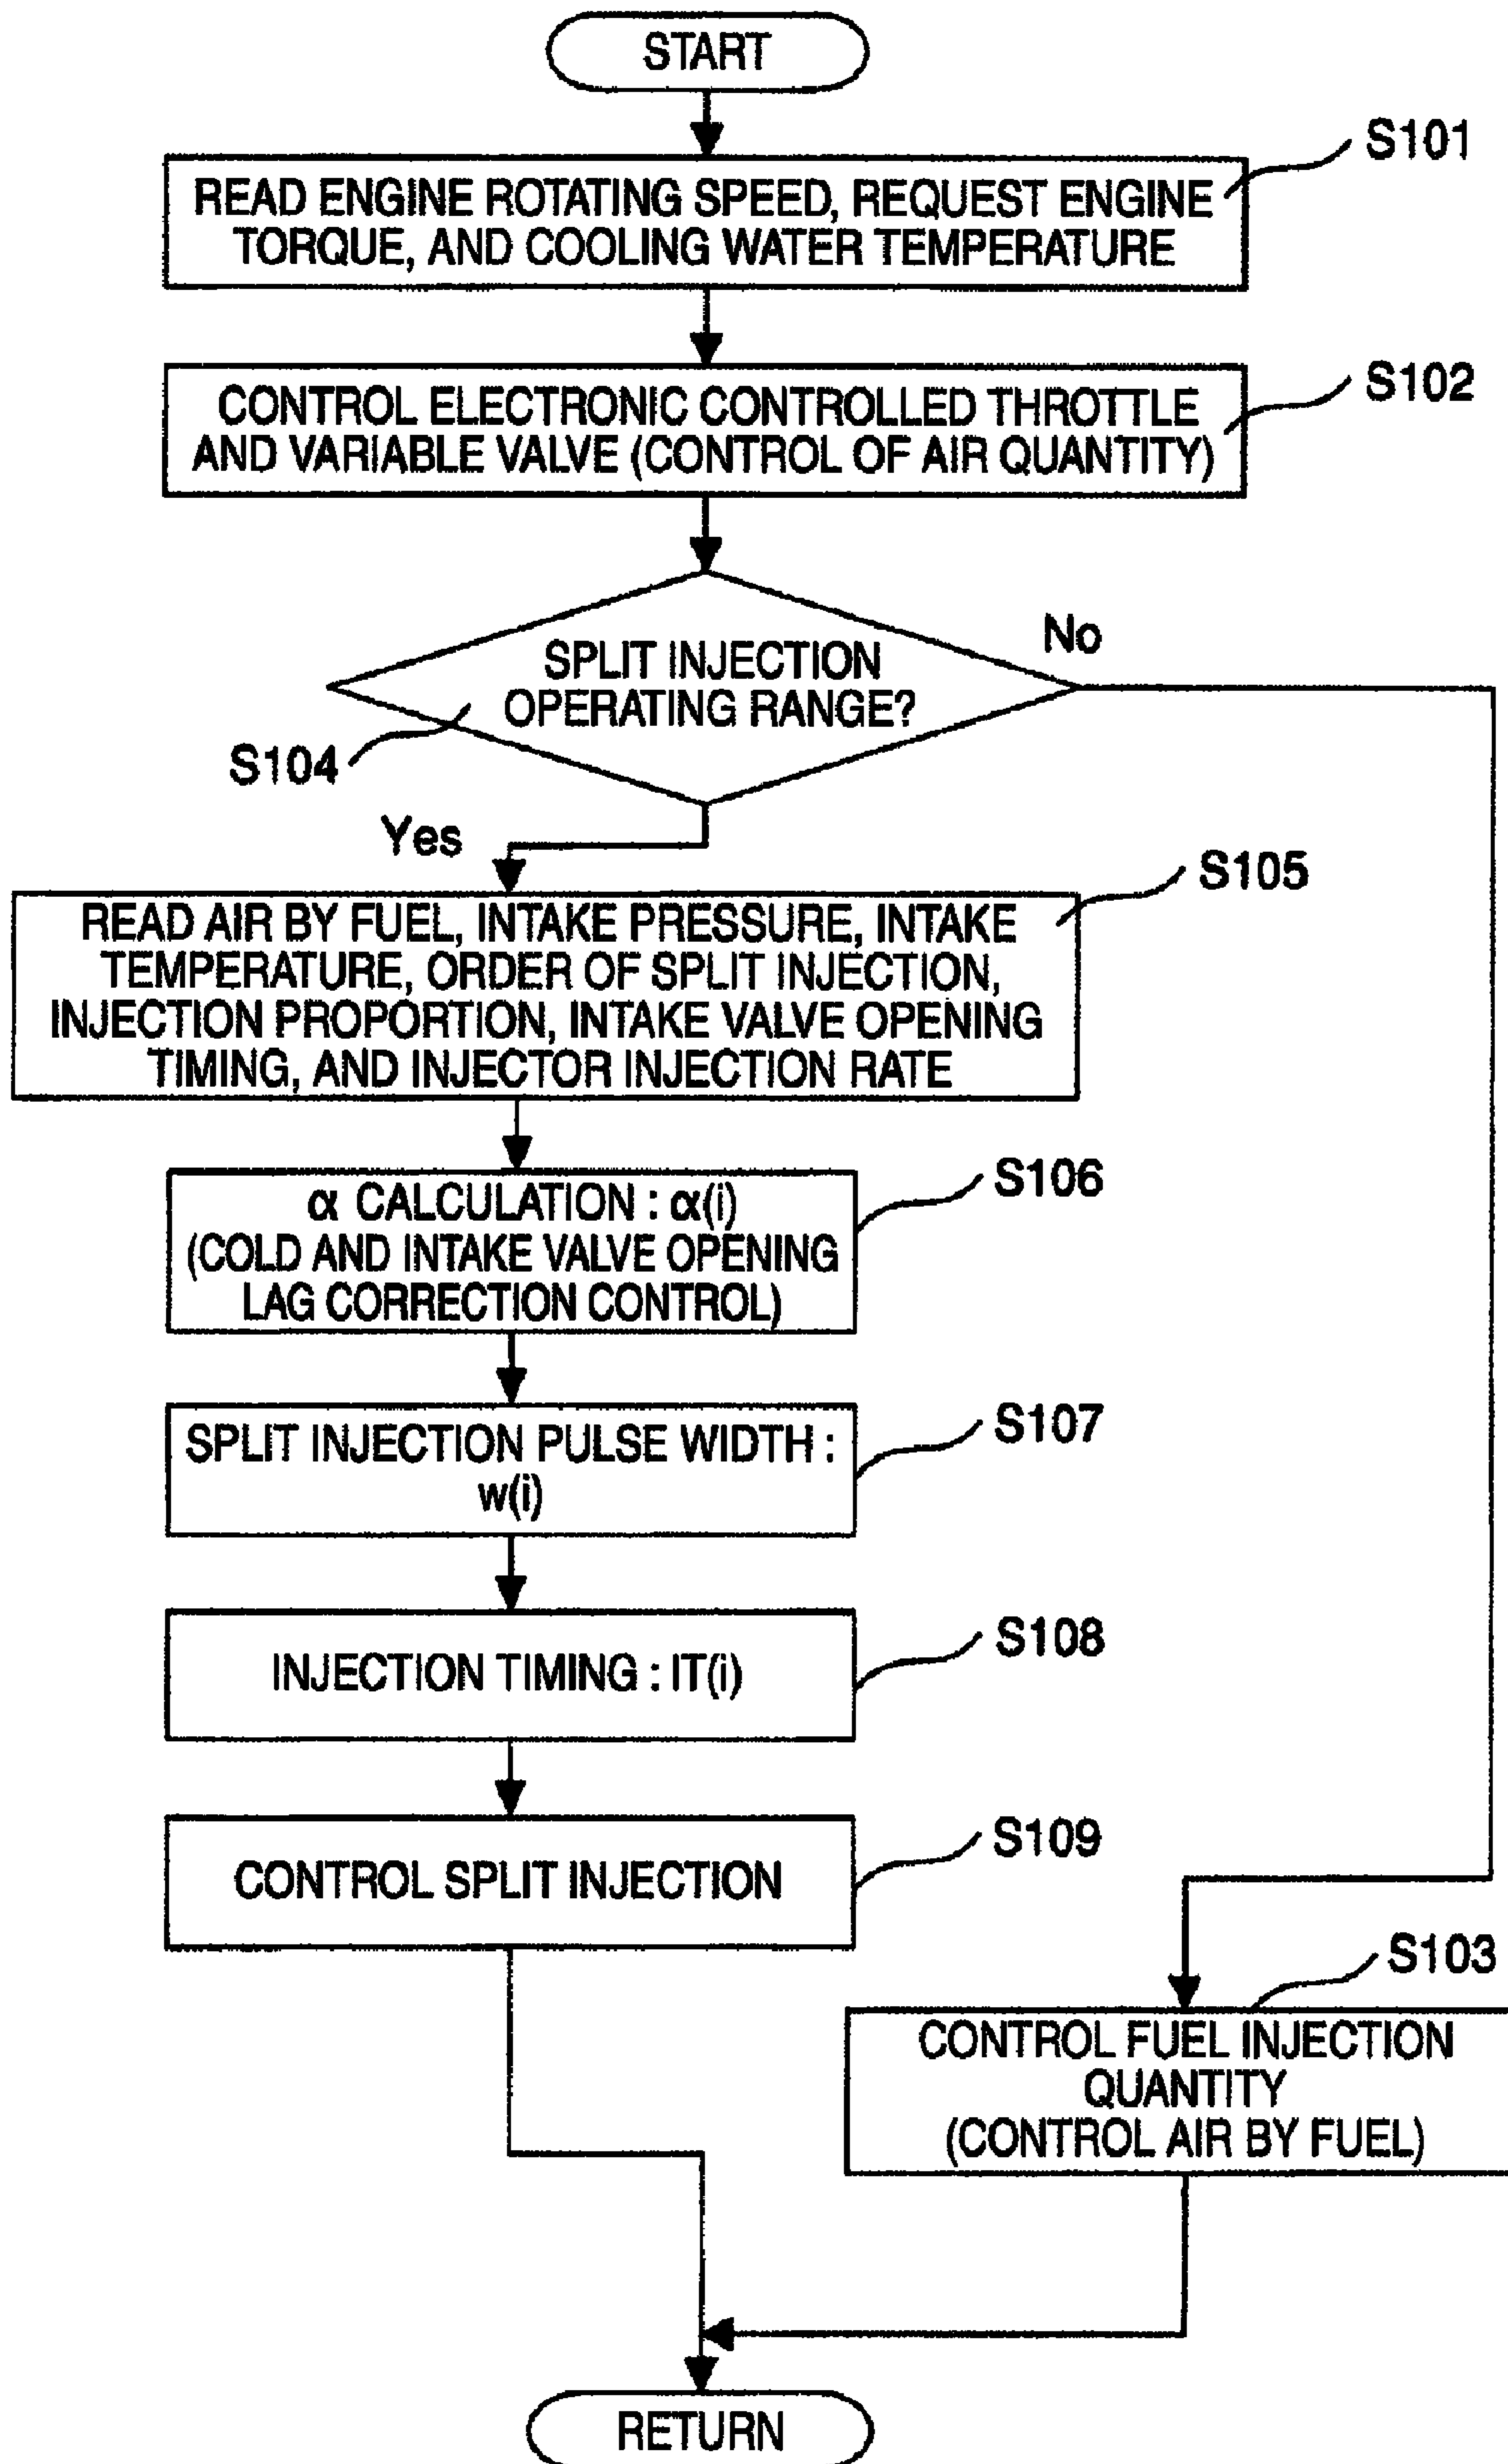 START
S101
READ ENGINE ROTATING SPEED, REQUEST ENGINE
TORQUE, AND COOLING WATER TEMPERATURE
S102
CONTROL ELECTRONIC CONTROLLED THROTTLE
AND VARIABLE VALVE (CONTROL OF AIR QUANTITY)
No
SPLIT INJECTION
OPERATING RANGE?
S104
Yes
S105
READ AIR BY FUEL, INTAKE PRESSURE, INTAKE
TEMPERATURE, ORDER OF SPLIT INJECTION,
INJECTION PROPORTION, INTAKE VALVE OPENING
TIMING, AND INJECTOR INJECTION RATE
S106
α CALCULATION : α(i)
(COLD AND INTAKE VALVE OPENING
LAG CORRECTION CONTROL)
S107
SPLIT INJECTION PULSE WIDTH :
w(i)
S108
INJECTION TIMING : IT(i)
S109
CONTROL SPLIT INJECTION
S103
CONTROL FUEL INJECTION
QUANTITY
(CONTROL AIR BY FUEL)
RETURN